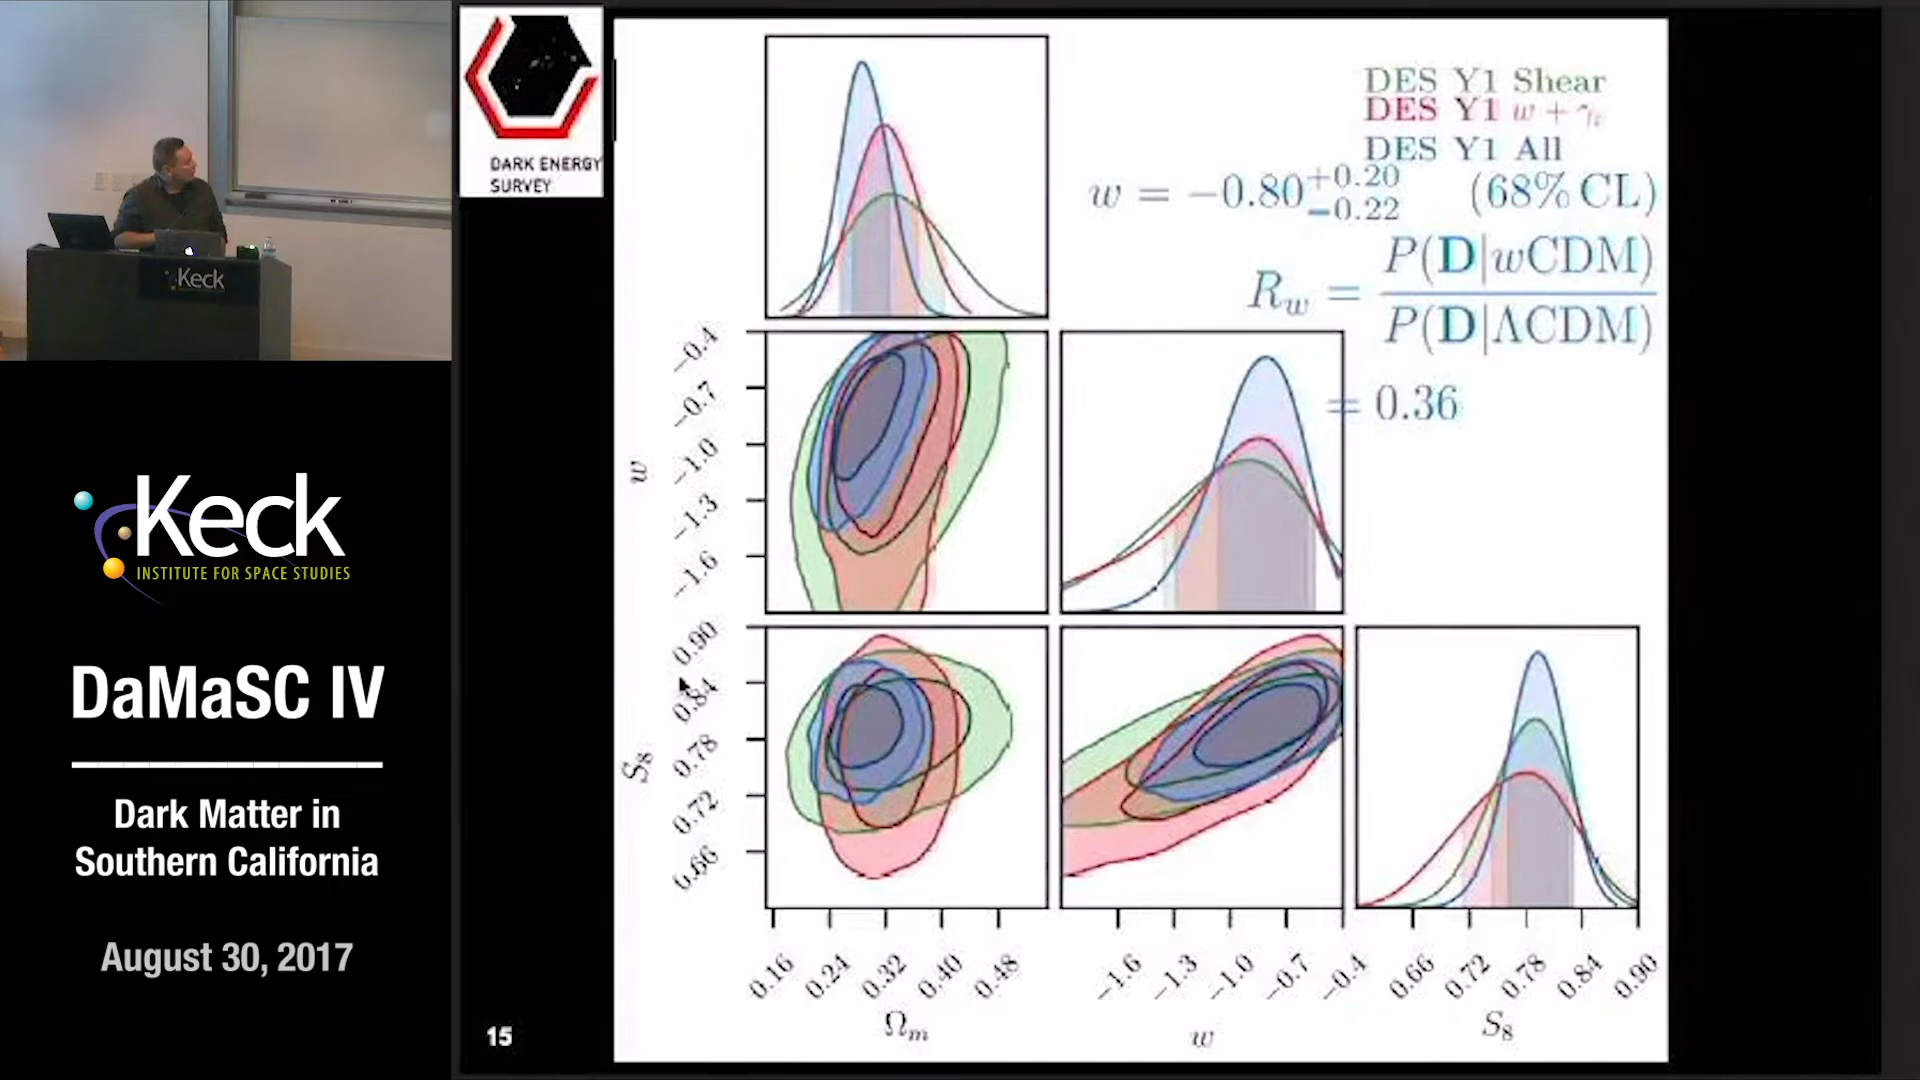 Keck
Keck
INSTITUTE FOR SPACE STUDIES
DaMaSC IV
Dark Matter in
Southern California
August 30, 2017
DARK ENERGY
SURVEY
15
DES Y1 Shear
DES Y1 w + γt
DES Y1 All
w = −0.80 +0.20 −0.22 (68% CL)
R_w = P(D|wCDM) / P(D|ΛCDM)
= 0.36
w
−0.4
−0.7
−1.0
−1.3
−1.6
S₈
0.90
0.84
0.78
0.72
0.66
0.16 0.24 0.32 0.40 0.48
Ωm
−1.6 −1.3 −1.0 −0.7 −0.4
w
0.66 0.72 0.78 0.84 0.90
S₈